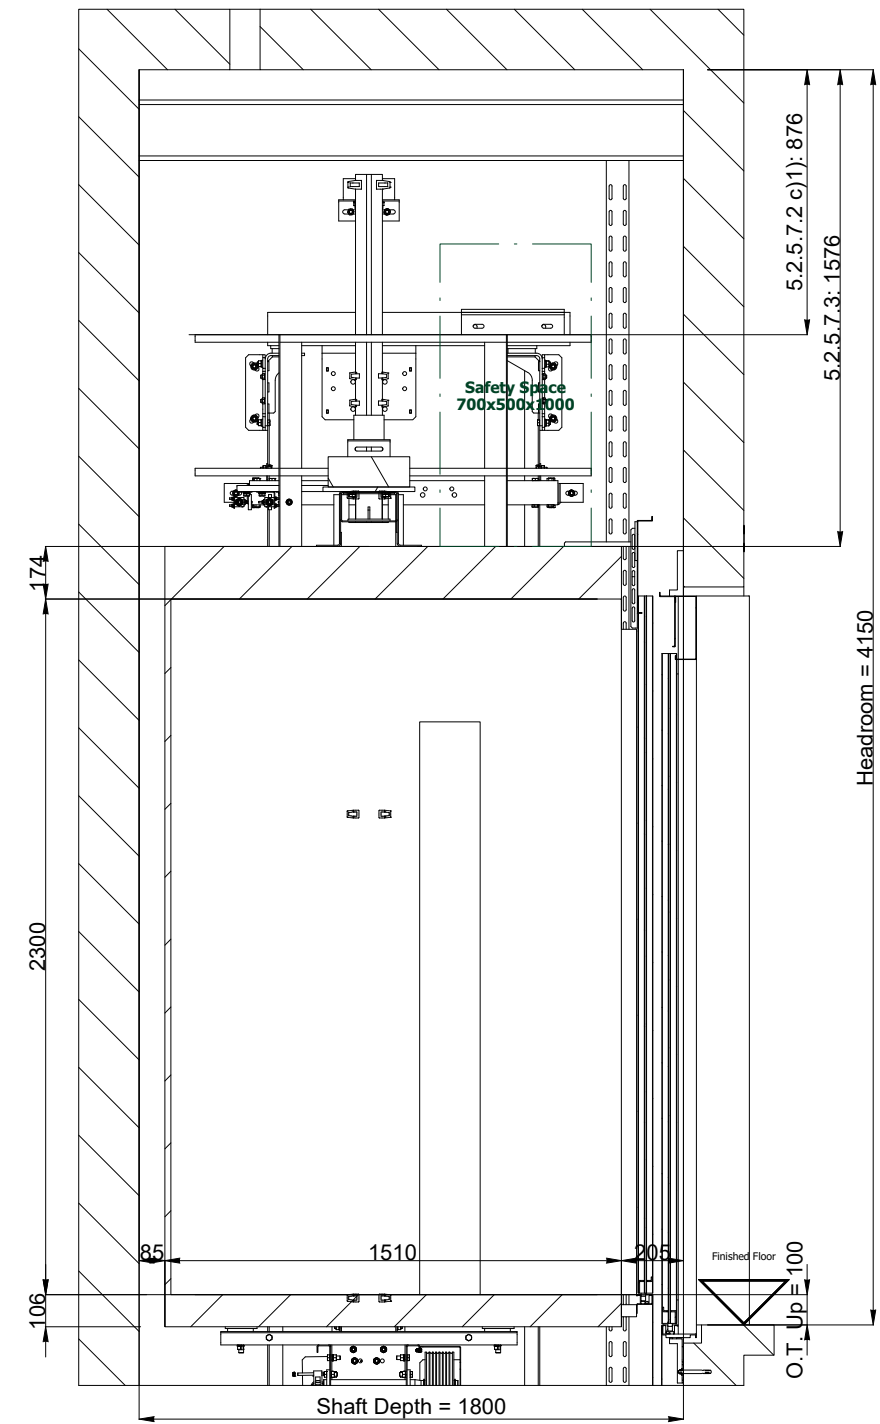 5.2.5.7.2 c)1): 876
5.2.5.7.3: 1576
Safety Space
700x500x1000
174
Headroom = 4150
2300
85
1510
205
Finished Floor
O.T. Up = 100
106
Shaft Depth = 1800